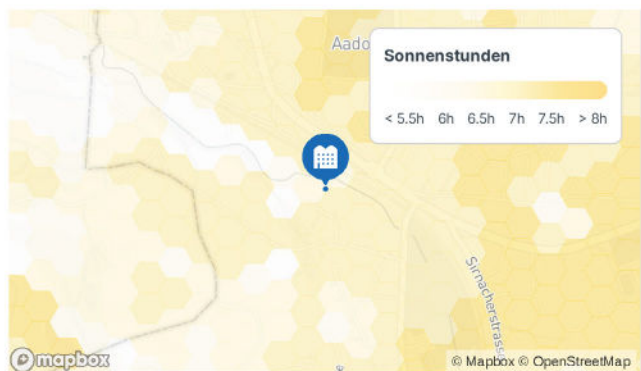 Aado
Sonnenstunden
< 5.5h 6h 6.5h 7h 7.5h > 8h
Sirnacherstrasse
mapbox
© Mapbox © OpenStreetMap